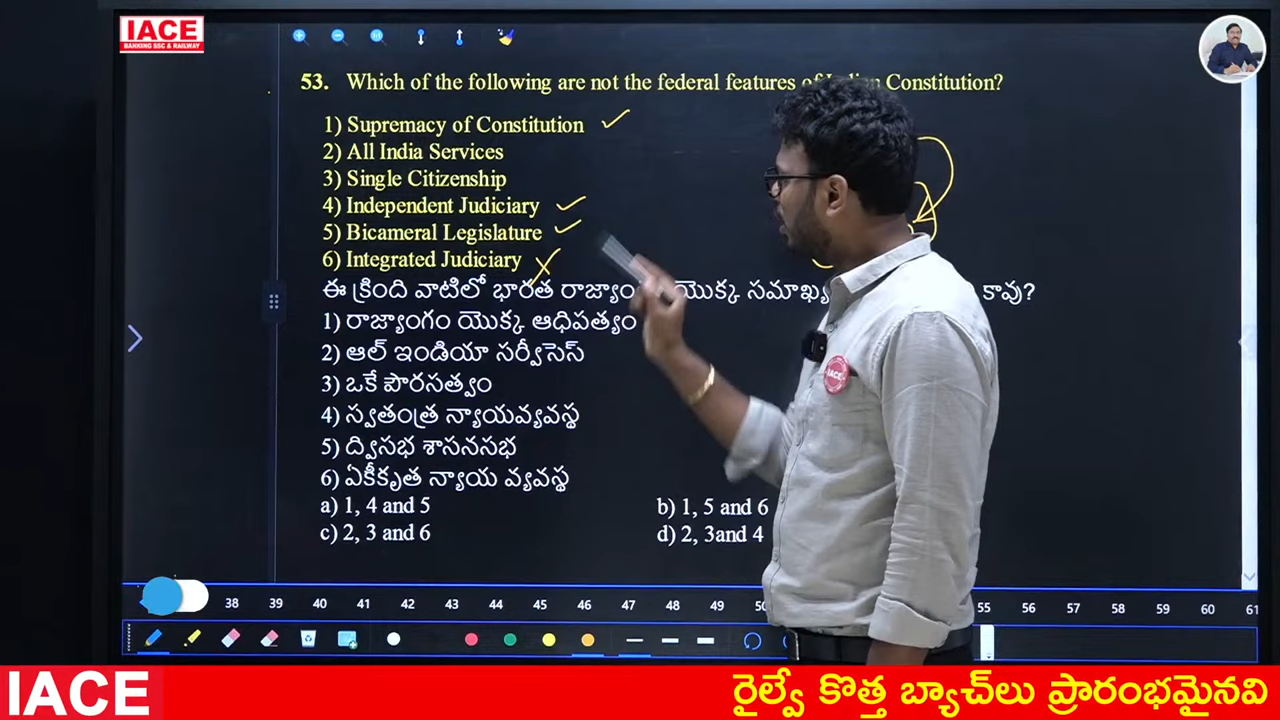 IACE
BANKING SSC & RAILWAY
53. Which of the following are not the federal features of Indian Constitution?
1) Supremacy of Constitution
2) All India Services
3) Single Citizenship
4) Independent Judiciary
5) Bicameral Legislature
6) Integrated Judiciary
ఈ క్రింది వాటిలో భారత యొక్క కావు?
1) రాజ్యాంగం యొక్క ఆధిపత్యం
2) ఆల్ ఇండియా సర్వీసెస్
3) ఒకే పౌరసత్వం
4) స్వతంత్ర న్యాయవ్యవస్థ
5) ద్విసభ శాసనసభ
6) ఏకీకృత న్యాయ వ్యవస్థ
a) 1, 4 and 5 b) 1, 5 and 6
c) 2, 3 and 6 d) 2, 3and 4
IACE
38 39 40 41 42 43 44 45 46 47 48 49 55 56 57 58 59 60 61
IACE రైల్వే కొత్త బ్యాచ్‌లు ప్రారంభమైనవి